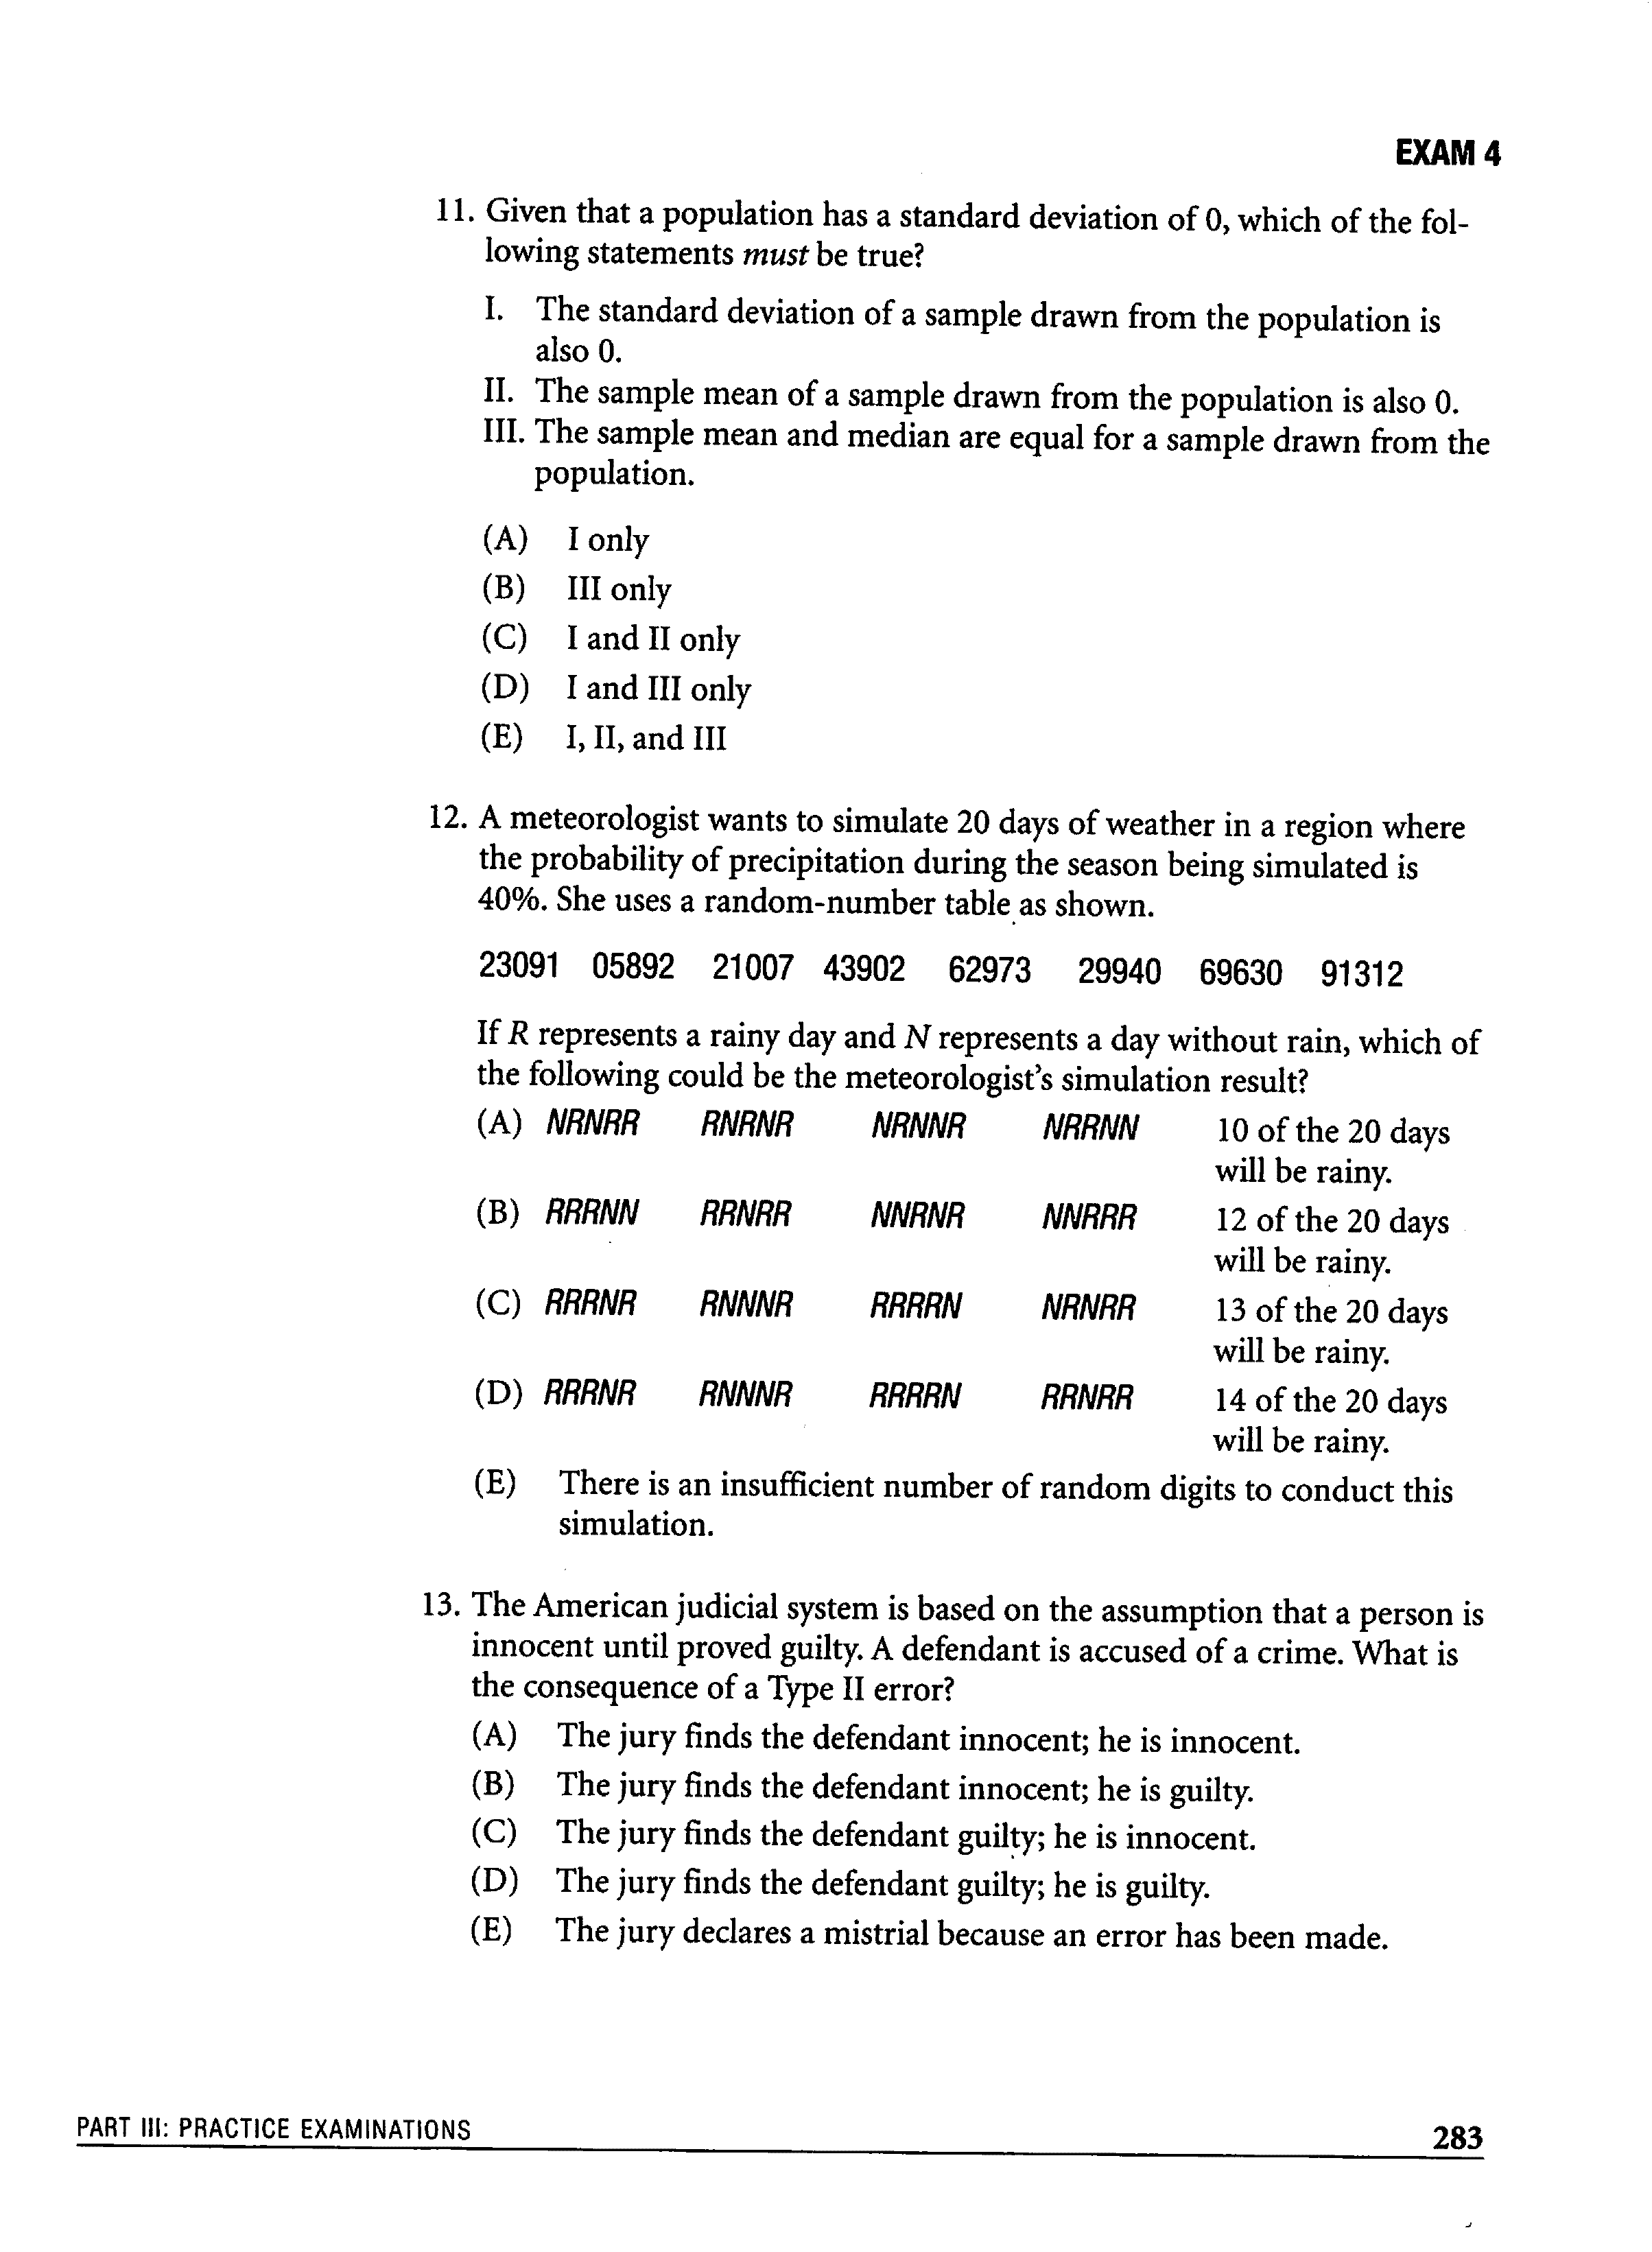 EXAM 4
11. Given that a population has a standard deviation of 0, which of the fol-
lowing statements must be true?
I. The standard deviation of a sample drawn from the population is
also 0.
II. The sample mean of a sample drawn from the population is also 0.
III. The sample mean and median are equal for a sample drawn from the
population.
(A) I only
(B) III only
(C) I and II only
(D) I and III only
(E) I, II, and III
12. A meteorologist wants to simulate 20 days of weather in a region where
the probability of precipitation during the season being simulated is
40%. She uses a random-number table as shown.
23091 05892 21007 43902 62973 29940 69630 91312
If R represents a rainy day and N represents a day without rain, which of
the following could be the meteorologist's simulation result?
(A) NRNRR RNRNR NRNNR NRRNN 10 of the 20 days
will be rainy.
(B) RRRNN RRNRR NNRNR NNRRR 12 of the 20 days
will be rainy.
(C) RRRNR RNNNR RRRRN NRNRR 13 of the 20 days
will be rainy.
(D) RRRNR RNNNR RRRRN RRNRR 14 of the 20 days
will be rainy.
(E) There is an insufficient number of random digits to conduct this
simulation.
13. The American judicial system is based on the assumption that a person is
innocent until proved guilty. A defendant is accused of a crime. What is
the consequence of a Type II error?
(A) The jury finds the defendant innocent; he is innocent.
(B) The jury finds the defendant innocent; he is guilty.
(C) The jury finds the defendant guilty; he is innocent.
(D) The jury finds the defendant guilty; he is guilty.
(E) The jury declares a mistrial because an error has been made.
PART III: PRACTICE EXAMINATIONS 283